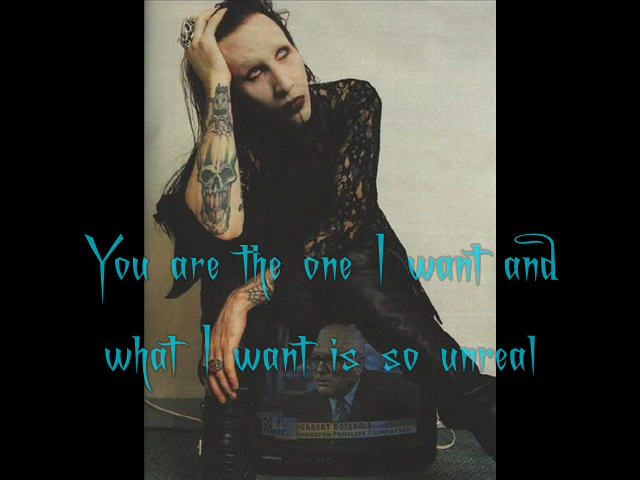 You are the one I want and
what I want is so unreal
HERBERT ROSEDALE
AMERICAN FAMILIES FOUNDATION